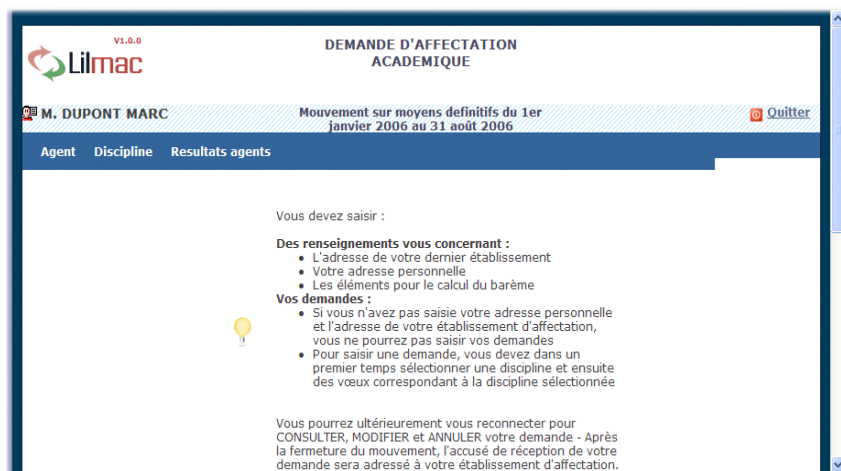 V1.0.0
Lilmac
DEMANDE D'AFFECTATION
ACADEMIQUE
M. DUPONT MARC
Mouvement sur moyens definitifs du 1er
janvier 2006 au 31 août 2006
Quitter
Agent Discipline Resultats agents
Vous devez saisir :
Des renseignements vous concernant :
• L'adresse de votre dernier établissement
• Votre adresse personnelle
• Les éléments pour le calcul du barème
Vos demandes :
• Si vous n'avez pas saisie votre adresse personnelle
et l'adresse de votre établissement d'affectation,
vous ne pourrez pas saisir vos demandes
• Pour saisir une demande, vous devez dans un
premier temps sélectionner une discipline et ensuite
des vœux correspondant à la discipline sélectionnée
Vous pourrez ultérieurement vous reconnecter pour
CONSULTER, MODIFIER et ANNULER votre demande - Après
la fermeture du mouvement, l'accusé de réception de votre
demande sera adressé à votre établissement d'affectation.